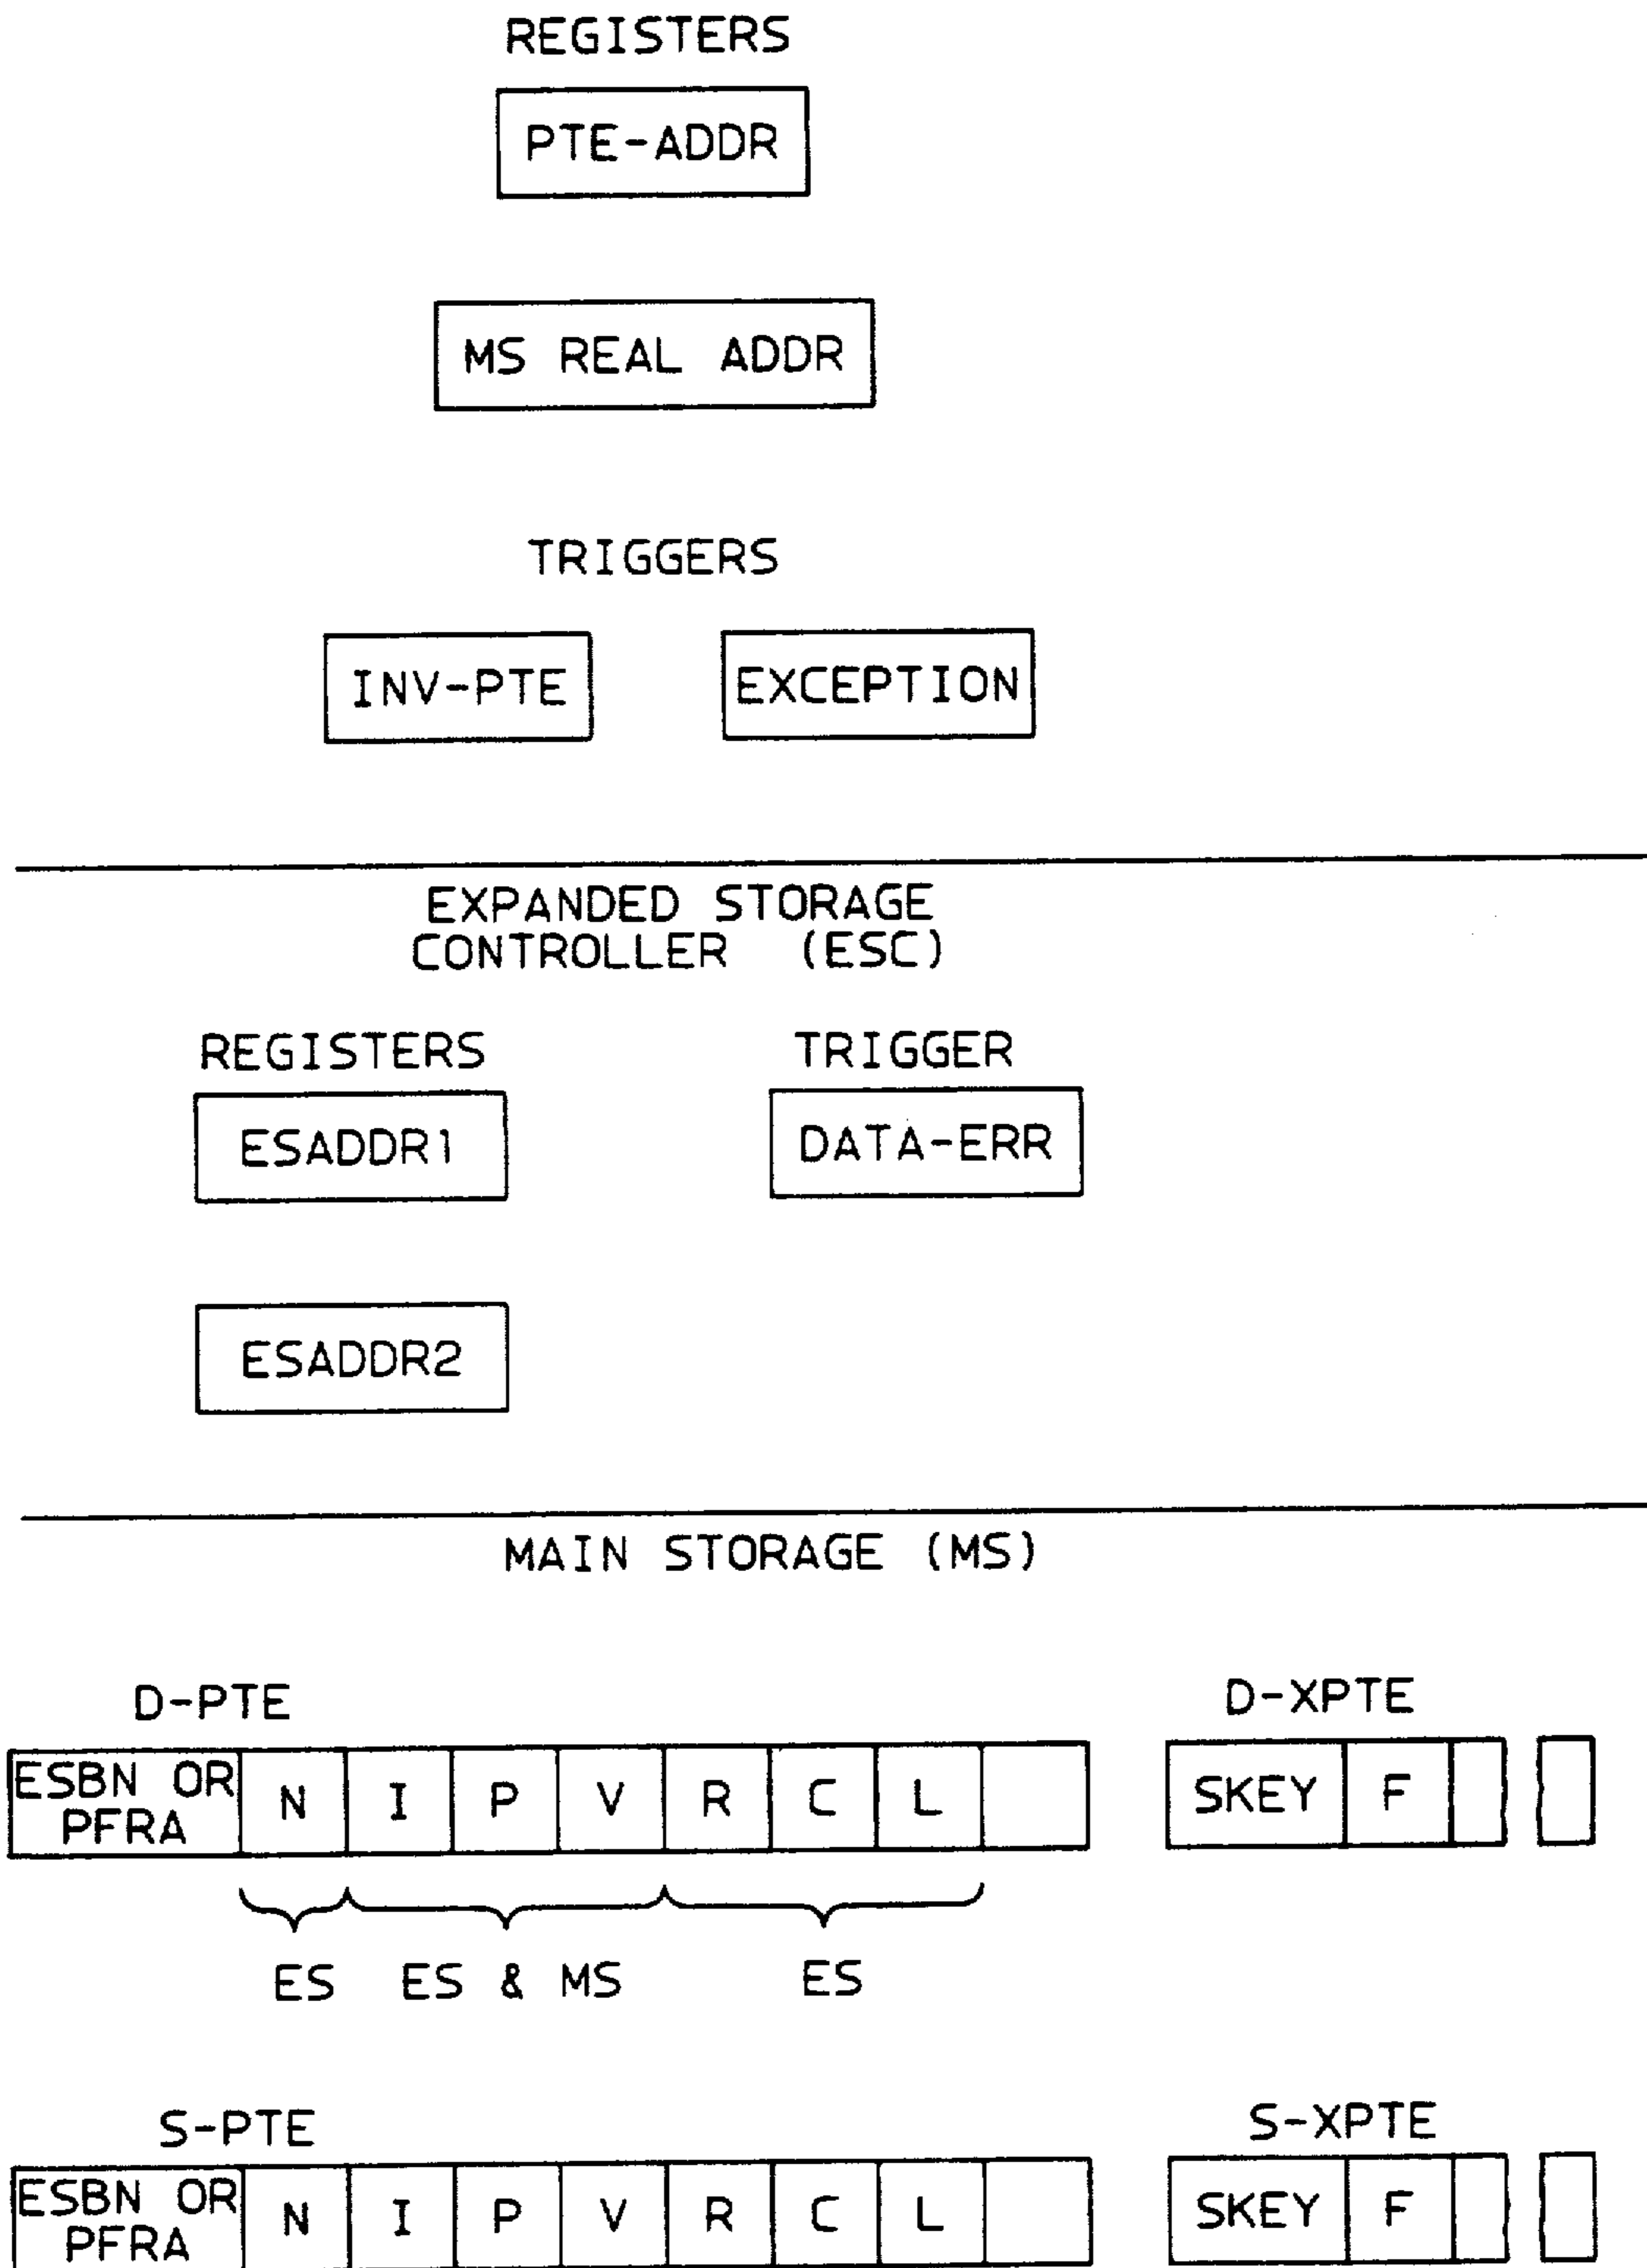 REGISTERS
PTE-ADDR
MS REAL ADDR
TRIGGERS
INV-PTE EXCEPTION
EXPANDED STORAGE
CONTROLLER (ESC)
REGISTERS TRIGGER
ESADDR1 DATA-ERR
ESADDR2
MAIN STORAGE (MS)
D-PTE D-XPTE
ESBN OR
PFRA N I P V R C L SKEY F
ES ES & MS ES
S-PTE S-XPTE
ESBN OR
PFRA N I P V R C L SKEY F